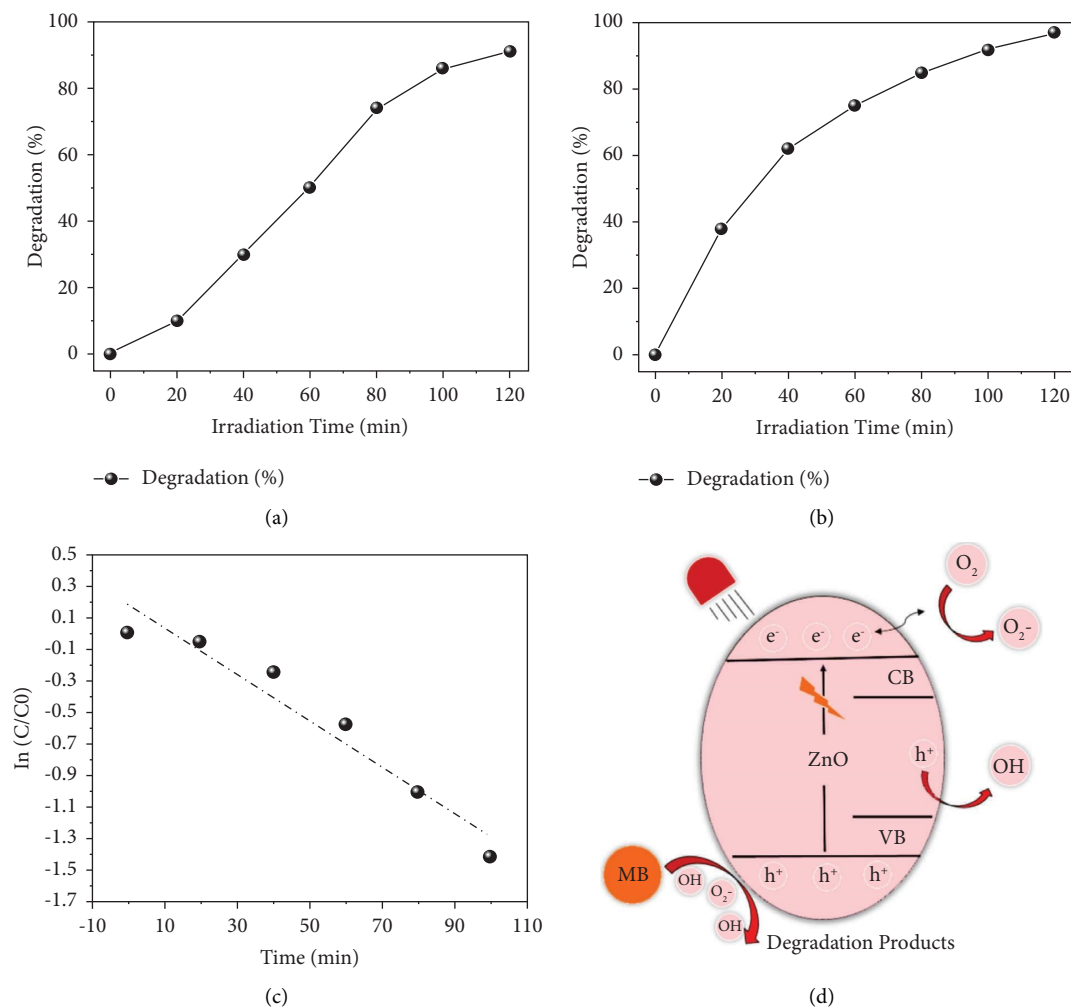 100
80
60
40
20
0
Degradation (%)
0 20 40 60 80 100 120
Irradiation Time (min)
Degradation (%)
(a)
100
80
60
40
20
0
Degradation (%)
0 20 40 60 80 100 120
Irradiation Time (min)
Degradation (%)
(b)
0.5
0.3
0.1
-0.1
-0.3
-0.5
-0.7
-0.9
-1.1
-1.3
-1.5
-1.7
In (C/C0)
-10 10 30 50 70 90 110
Time (min)
(c)
O2
O2-
e- e- e-
CB
ZnO
h+
OH
VB
MB
OH
O2-
OH
h+ h+ h+
Degradation Products
(d)